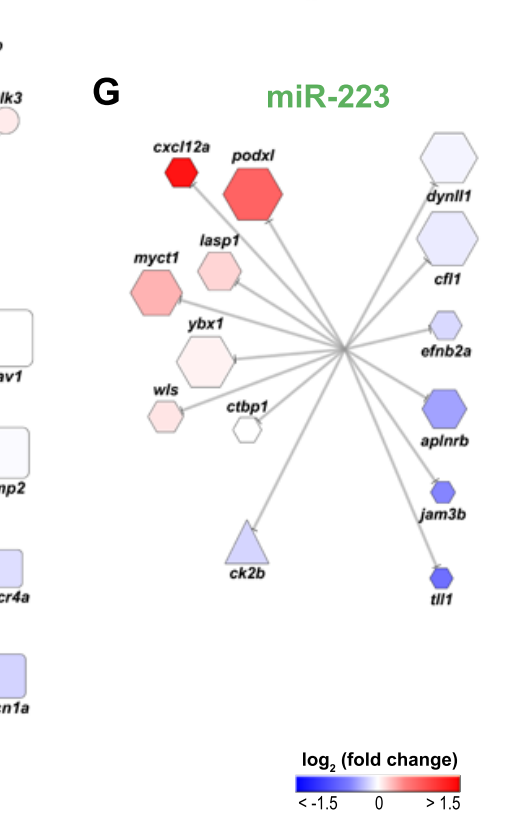 G
miR-223
cxcl12a
podxl
dynll1
lasp1
myct1
cfl1
ybx1
efnb2a
wls
ctbp1
aplnrb
jam3b
ck2b
tll1
log2 (fold change)
< -1.5 0 > 1.5